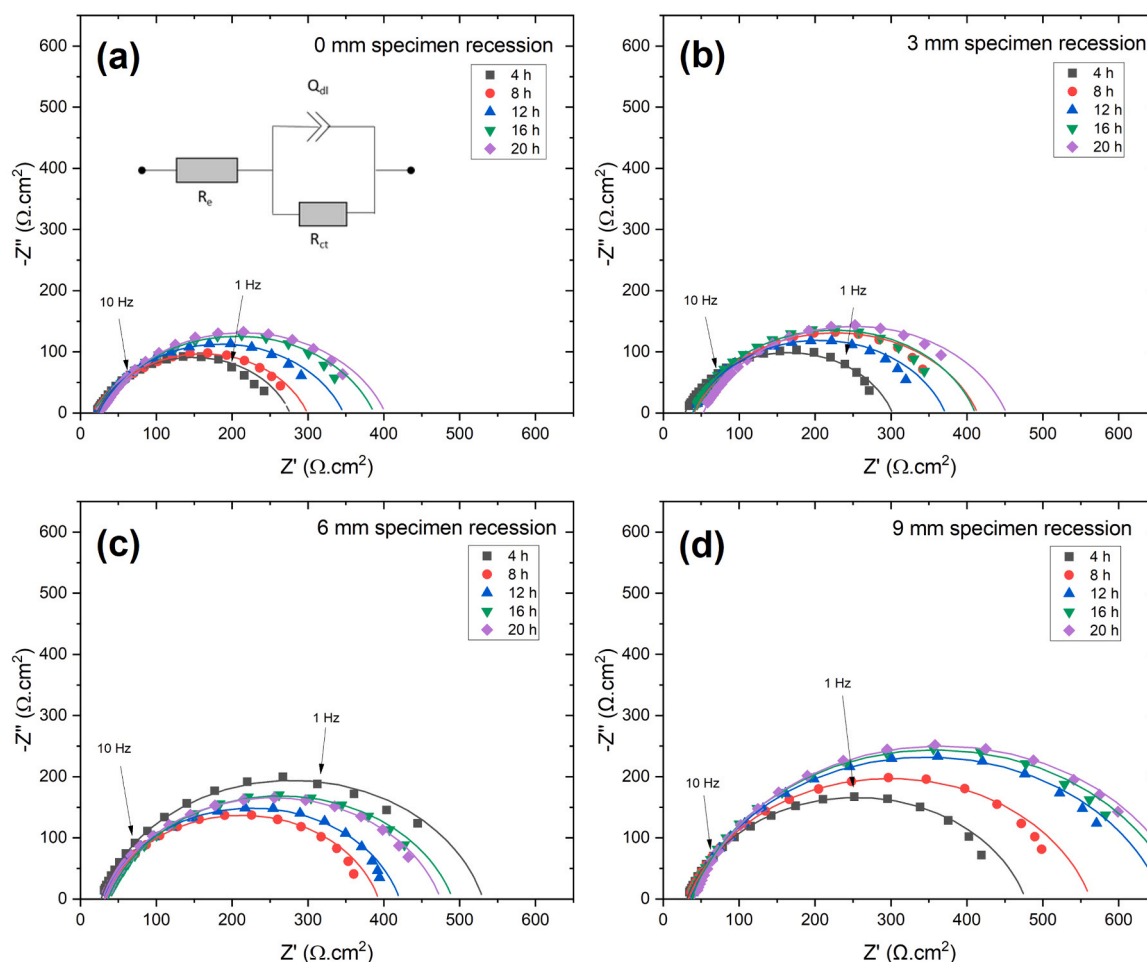 (a)
0 mm specimen recession
4 h
8 h
12 h
16 h
20 h
Qdl
Re
Rct
10 Hz
1 Hz
600
500
400
300
200
100
0
-Z" (Ω.cm²)
0 100 200 300 400 500 600
Z' (Ω.cm²)
(b)
3 mm specimen recession
4 h
8 h
12 h
16 h
20 h
10 Hz
1 Hz
600
500
400
300
200
100
0
-Z" (Ω.cm²)
0 100 200 300 400 500 600
Z' (Ω.cm²)
(c)
6 mm specimen recession
4 h
8 h
12 h
16 h
20 h
10 Hz
1 Hz
600
500
400
300
200
100
0
-Z" (Ω.cm²)
0 100 200 300 400 500 600
Z' (Ω.cm²)
(d)
9 mm specimen recession
4 h
8 h
12 h
16 h
20 h
10 Hz
1 Hz
600
500
400
300
200
100
0
-Z" (Ω.cm²)
0 100 200 300 400 500 600
Z' (Ω.cm²)